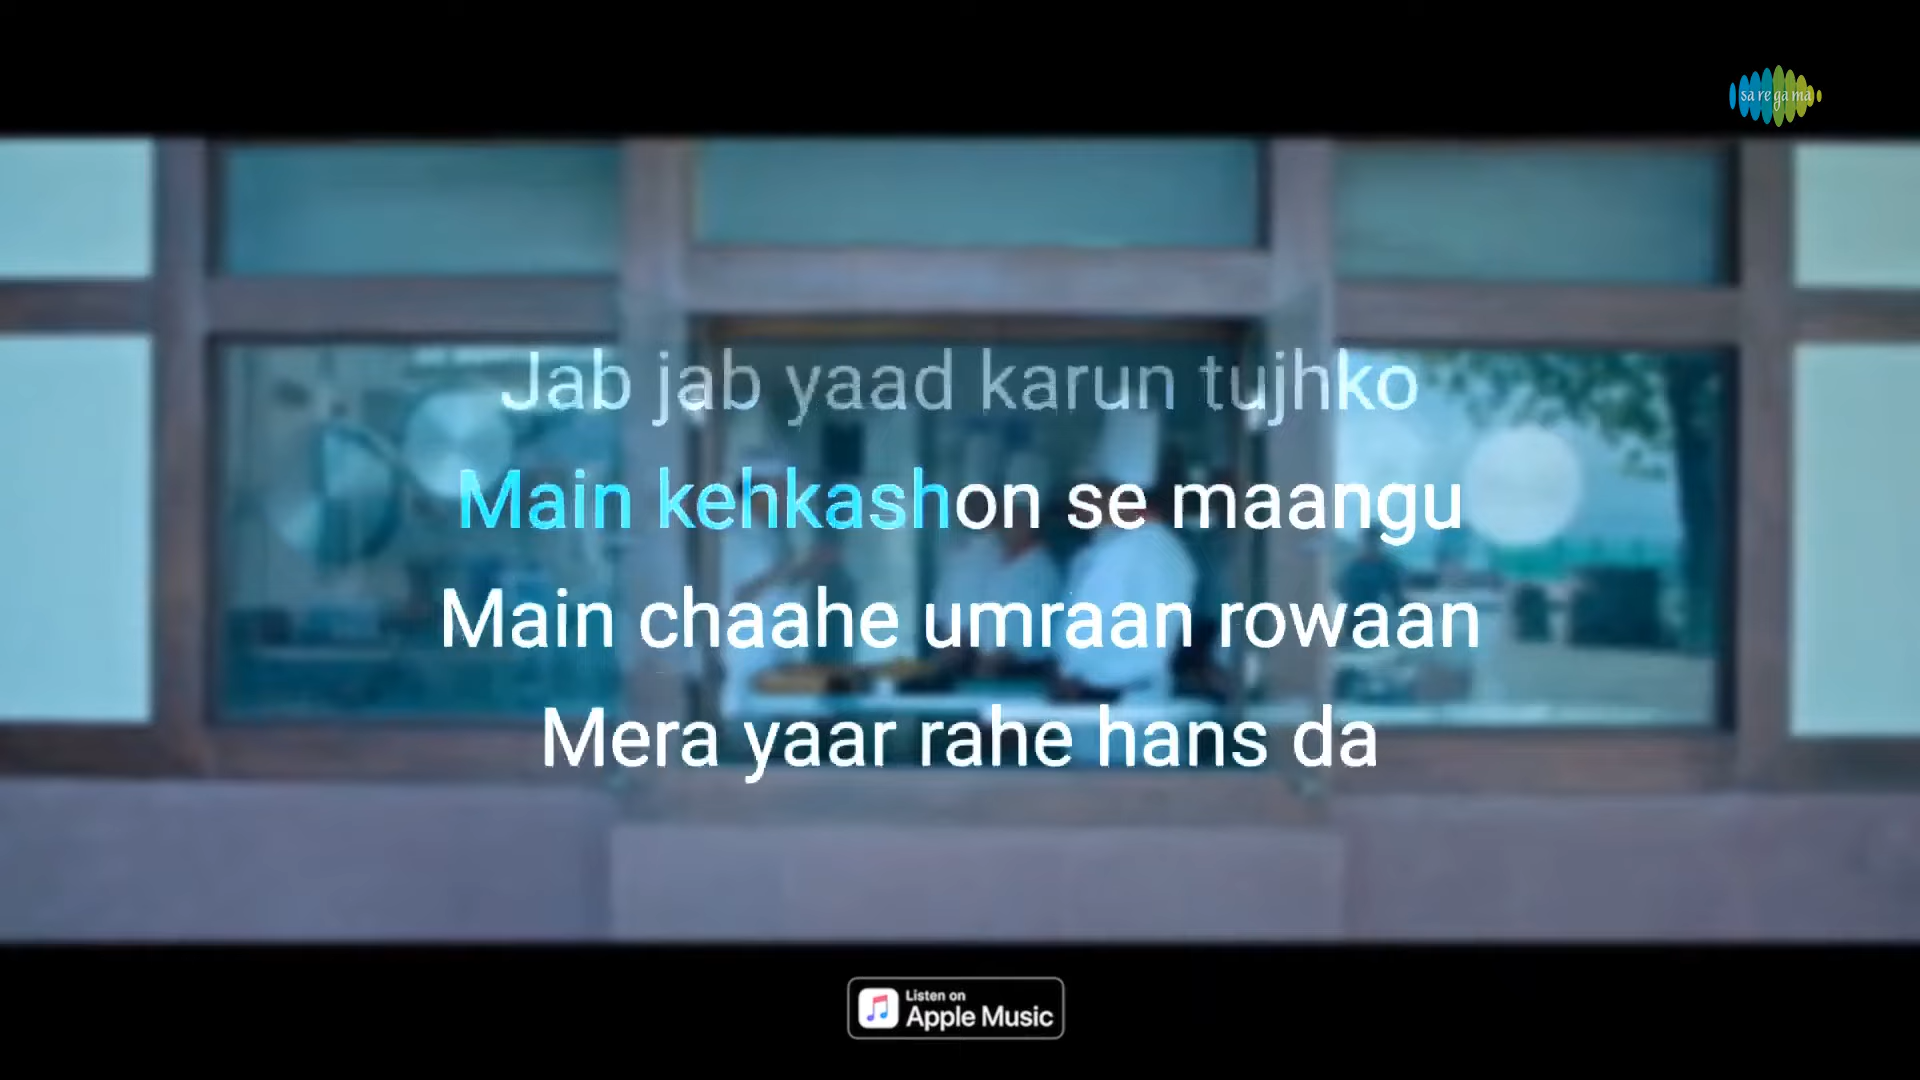 sa re ga ma
Jab jab yaad karun tujhko
Main kehkashon se maangu
Main chaahe umraan rowaan
Mera yaar rahe hans da
Listen on
Apple Music